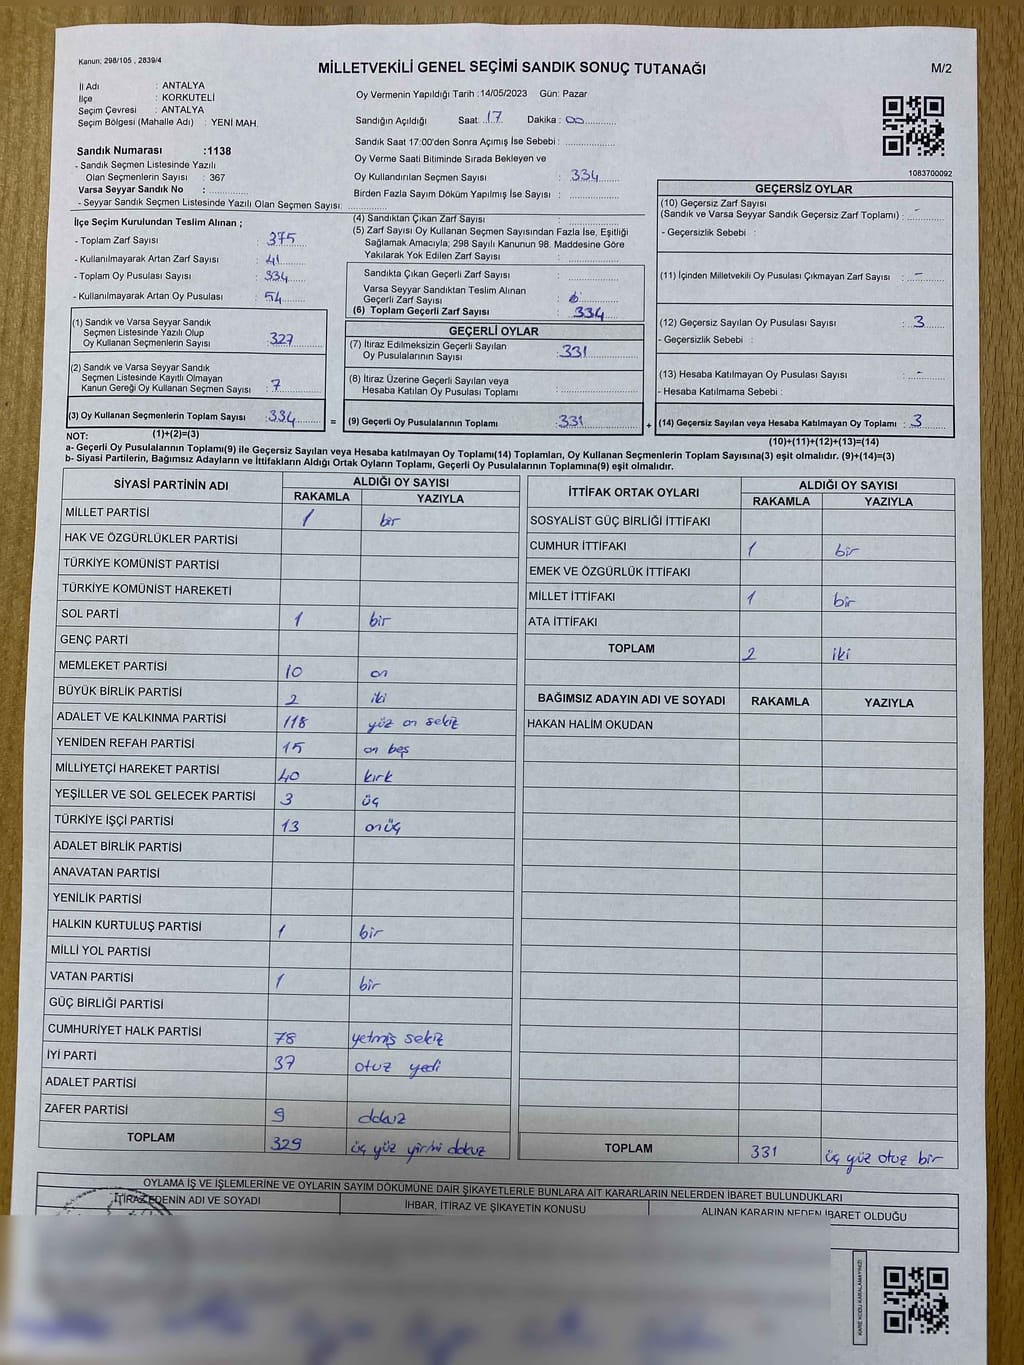 Kanun; 298/105 , 2839/4
MİLLETVEKİLİ GENEL SEÇİMİ SANDIK SONUÇ TUTANAĞI
M/2
İl Adı : ANTALYA
İlçe : KORKUTELİ
Seçim Çevresi : ANTALYA
Seçim Bölgesi (Mahalle Adı) : YENİ MAH.
Oy Vermenin Yapıldığı Tarih :14/05/2023 Gün: Pazar
Sandığın Açıldığı Saat: 17 Dakika : 00
Sandık Saat 17:00'den Sonra Açımış İse Sebebi :
Oy Verme Saati Bitiminde Sırada Bekleyen ve
Oy Kullandırılan Seçmen Sayısı : 334
Birden Fazla Sayım Döküm Yapılmış İse Sayısı :
1083700092
Sandık Numarası :1138
- Sandık Seçmen Listesinde Yazılı
Olan Seçmenlerin Sayısı : 367
Varsa Seyyar Sandık No :
- Seyyar Sandık Seçmen Listesinde Yazılı Olan Seçmen Sayısı:
İlçe Seçim Kurulundan Teslim Alınan ;
- Toplam Zarf Sayısı : 375
- Kullanılmayarak Artan Zarf Sayısı : 41
- Toplam Oy Pusulası Sayısı : 334
- Kullanılmayarak Artan Oy Pusulası : 54
(1) Sandık ve Varsa Seyyar Sandık
Seçmen Listesinde Yazılı Olup
Oy Kullanan Seçmenlerin Sayısı : 327
(2) Sandık ve Varsa Seyyar Sandık
Seçmen Listesinde Kayıtlı Olmayan
Kanun Gereği Oy Kullanan Seçmen Sayısı : 7
(3) Oy Kullanan Seçmenlerin Toplam Sayısı : 334
(1)+(2)=(3)
(4) Sandıktan Çıkan Zarf Sayısı :
(5) Zarf Sayısı Oy Kullanan Seçmen Sayısından Fazla İse, Eşitliği
Sağlamak Amacıyla; 298 Sayılı Kanunun 98. Maddesine Göre
Yakılarak Yok Edilen Zarf Sayısı :
Sandıkta Çıkan Geçerli Zarf Sayısı :
Varsa Seyyar Sandıktan Teslim Alınan
Geçerli Zarf Sayısı :
(6) Toplam Geçerli Zarf Sayısı : 334
GEÇERLİ OYLAR
(7) İtiraz Edilmeksizin Geçerli Sayılan
Oy Pusulalarının Sayısı : 331
(8) İtiraz Üzerine Geçerli Sayılan veya
Hesaba Katılan Oy Pusulası Toplamı :
= (9) Geçerli Oy Pusulalarının Toplamı : 331
GEÇERSİZ OYLAR
(10) Geçersiz Zarf Sayısı
(Sandık ve Varsa Seyyar Sandık Geçersiz Zarf Toplamı) : -
- Geçersizlik Sebebi :
(11) İçinden Milletvekili Oy Pusulası Çıkmayan Zarf Sayısı : -
(12) Geçersiz Sayılan Oy Pusulası Sayısı : 3
- Geçersizlik Sebebi :
(13) Hesaba Katılmayan Oy Pusulası Sayısı : -
- Hesaba Katılmama Sebebi :
+ (14) Geçersiz Sayılan veya Hesaba Katılmayan Oy Toplamı : 3
(10)+(11)+(12)+(13)=(14)
NOT:
a- Geçerli Oy Pusulalarının Toplamı(9) ile Geçersiz Sayılan veya Hesaba katılmayan Oy Toplamı(14) Toplamları, Oy Kullanan Seçmenlerin Toplam Sayısına(3) eşit olmalıdır. (9)+(14)=(3)
b- Siyasi Partilerin, Bağımsız Adayların ve İttifakların Aldığı Ortak Oyların Toplamı, Geçerli Oy Pusulalarının Toplamına(9) eşit olmalıdır.
SİYASİ PARTİNİN ADI ALDIĞI OY SAYISI
RAKAMLA YAZIYLA
MİLLET PARTİSİ 1 bir
HAK VE ÖZGÜRLÜKLER PARTİSİ
TÜRKİYE KOMÜNİST PARTİSİ
TÜRKİYE KOMÜNİST HAREKETİ
SOL PARTİ 1 bir
GENÇ PARTİ
MEMLEKET PARTİSİ 10 on
BÜYÜK BİRLİK PARTİSİ 2 iki
ADALET VE KALKINMA PARTİSİ 118 yüz on sekiz
YENİDEN REFAH PARTİSİ 15 on beş
MİLLİYETÇİ HAREKET PARTİSİ 40 kırk
YEŞİLLER VE SOL GELECEK PARTİSİ 3 üç
TÜRKİYE İŞÇİ PARTİSİ 13 onüç
ADALET BİRLİK PARTİSİ
ANAVATAN PARTİSİ
YENİLİK PARTİSİ
HALKIN KURTULUŞ PARTİSİ 1 bir
MİLLİ YOL PARTİSİ
VATAN PARTİSİ 1 bir
GÜÇ BİRLİĞİ PARTİSİ
CUMHURİYET HALK PARTİSİ 78 yetmiş sekiz
İYİ PARTİ 37 otuz yedi
ADALET PARTİSİ
ZAFER PARTİSİ 9 dokuz
TOPLAM 329 üç yüz yirmi dokuz
İTTİFAK ORTAK OYLARI ALDIĞI OY SAYISI
RAKAMLA YAZIYLA
SOSYALİST GÜÇ BİRLİĞİ İTTİFAKI
CUMHUR İTTİFAKI 1 bir
EMEK VE ÖZGÜRLÜK İTTİFAKI
MİLLET İTTİFAKI 1 bir
ATA İTTİFAKI
TOPLAM 2 iki
BAĞIMSIZ ADAYIN ADI VE SOYADI RAKAMLA YAZIYLA
HAKAN HALİM OKUDAN
TOPLAM 331 üç yüz otuz bir
OYLAMA İŞ VE İŞLEMLERİNE VE OYLARIN SAYIM DÖKÜMÜNE DAİR ŞİKAYETLERLE BUNLARA AİT KARARLARIN NELERDEN İBARET BULUNDUKLARI
İTİRAZ EDENİN ADI VE SOYADI İHBAR, İTİRAZ VE ŞİKAYETİN KONUSU ALINAN KARARIN NEDEN İBARET OLDUĞU
KARE KODU KARALAMAYINIZ!